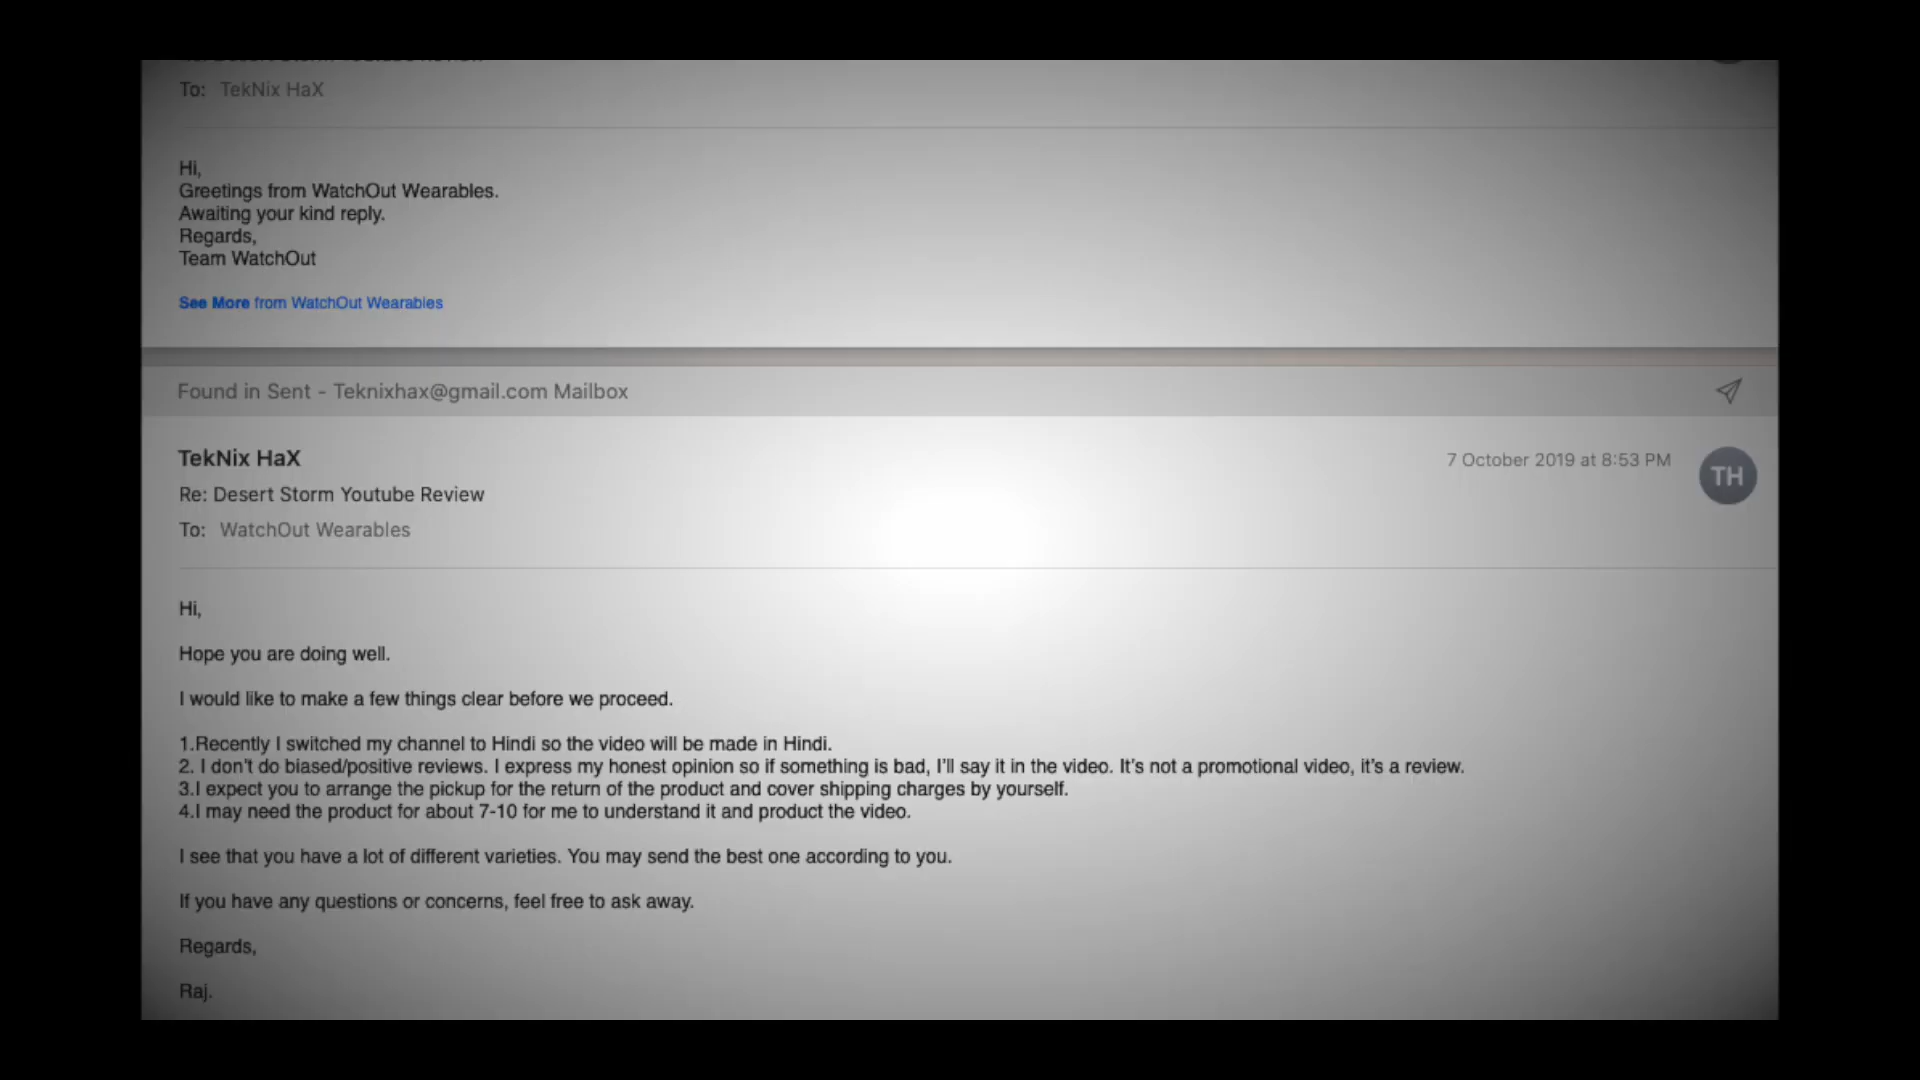 To: TekNix HaX
Hi,
Greetings from WatchOut Wearables.
Awaiting your kind reply.
Regards,
Team WatchOut
See More from WatchOut Wearables
Found in Sent - Teknixhax@gmail.com Mailbox
TekNix HaX
7 October 2019 at 8:53 PM
TH
Re: Desert Storm Youtube Review
To: WatchOut Wearables
Hi,
Hope you are doing well.
I would like to make a few things clear before we proceed.
1.Recently I switched my channel to Hindi so the video will be made in Hindi.
2. I don't do biased/positive reviews. I express my honest opinion so if something is bad, I'll say it in the video. It's not a promotional video, it's a review.
3.I expect you to arrange the pickup for the return of the product and cover shipping charges by yourself.
4.I may need the product for about 7-10 for me to understand it and product the video.
I see that you have a lot of different varieties. You may send the best one according to you.
If you have any questions or concerns, feel free to ask away.
Regards,
Raj.